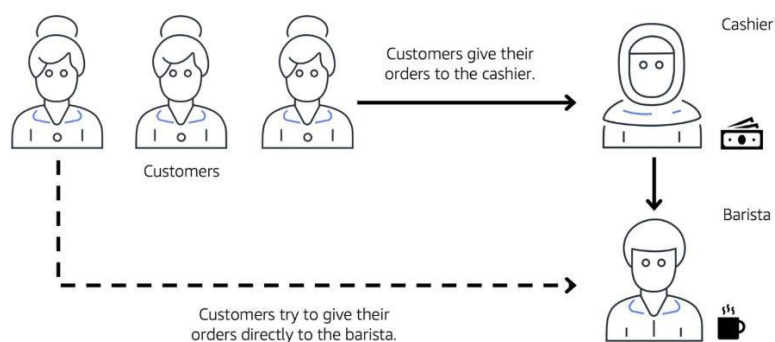 Cashier
Customers give their
orders to the cashier.
Customers
Barista
Customers try to give their
orders directly to the barista.